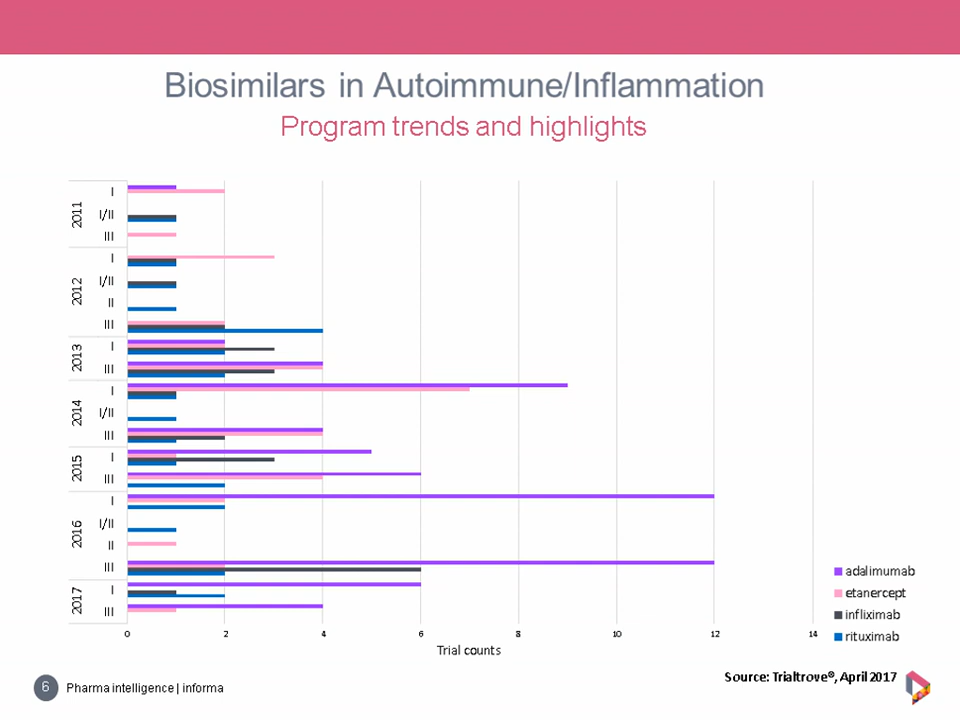 Biosimilars in Autoimmune/Inflammation
Program trends and highlights
2011
I
I/II
III
2012
I
I/II
II
III
2013
I
III
2014
I
I/II
III
2015
I
III
2016
I
I/II
II
III
2017
I
III
0 2 4 6 8 10 12 14
Trial counts
adalimumab
etanercept
infliximab
rituximab
Source: Trialtrove®, April 2017
6 Pharma intelligence | informa